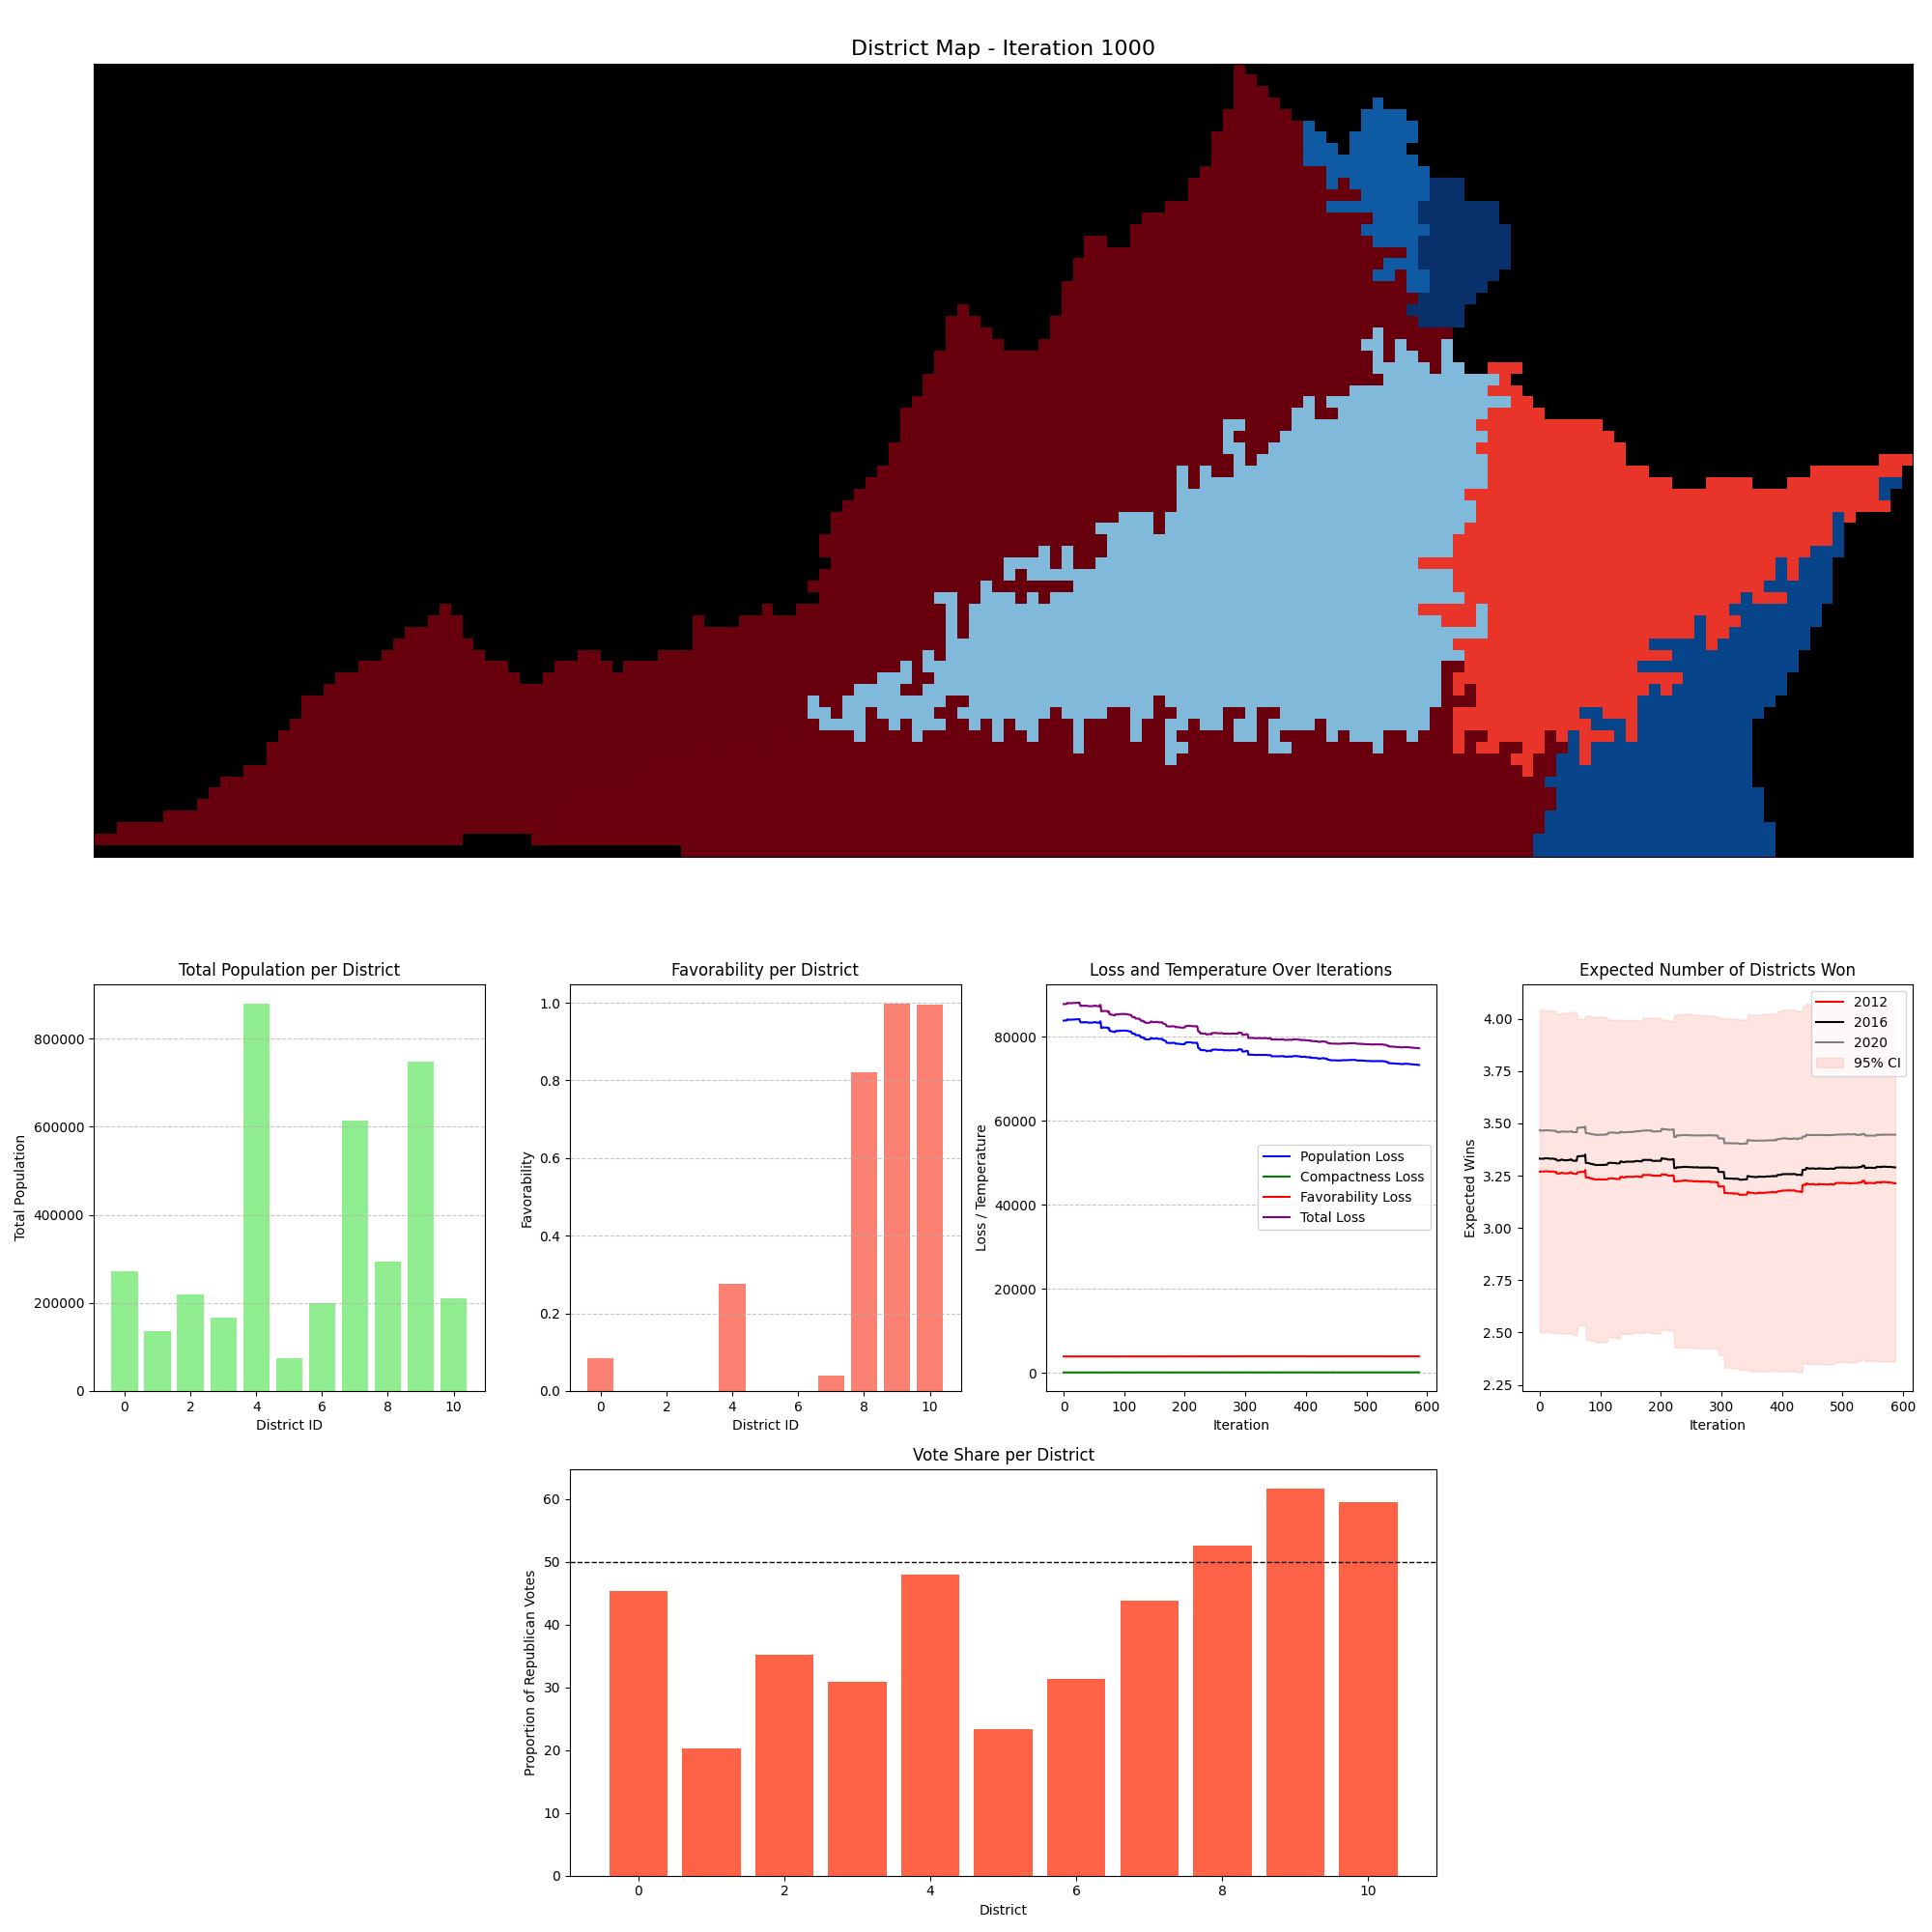 District Map - Iteration 1000
Total Population per District
Total Population
800000
600000
400000
200000
0
0 2 4 6 8 10
District ID
Favorability per District
Favorability
1.0
0.8
0.6
0.4
0.2
0.0
0 2 4 6 8 10
District ID
Loss and Temperature Over Iterations
Loss / Temperature
80000
60000
40000
20000
0
Population Loss
Compactness Loss
Favorability Loss
Total Loss
0 100 200 300 400 500 600
Iteration
Expected Number of Districts Won
Expected Wins
4.00
3.75
3.50
3.25
3.00
2.75
2.50
2.25
2012
2016
2020
95% CI
0 100 200 300 400 500 600
Iteration
Vote Share per District
Proportion of Republican Votes
60
50
40
30
20
10
0
0 2 4 6 8 10
District